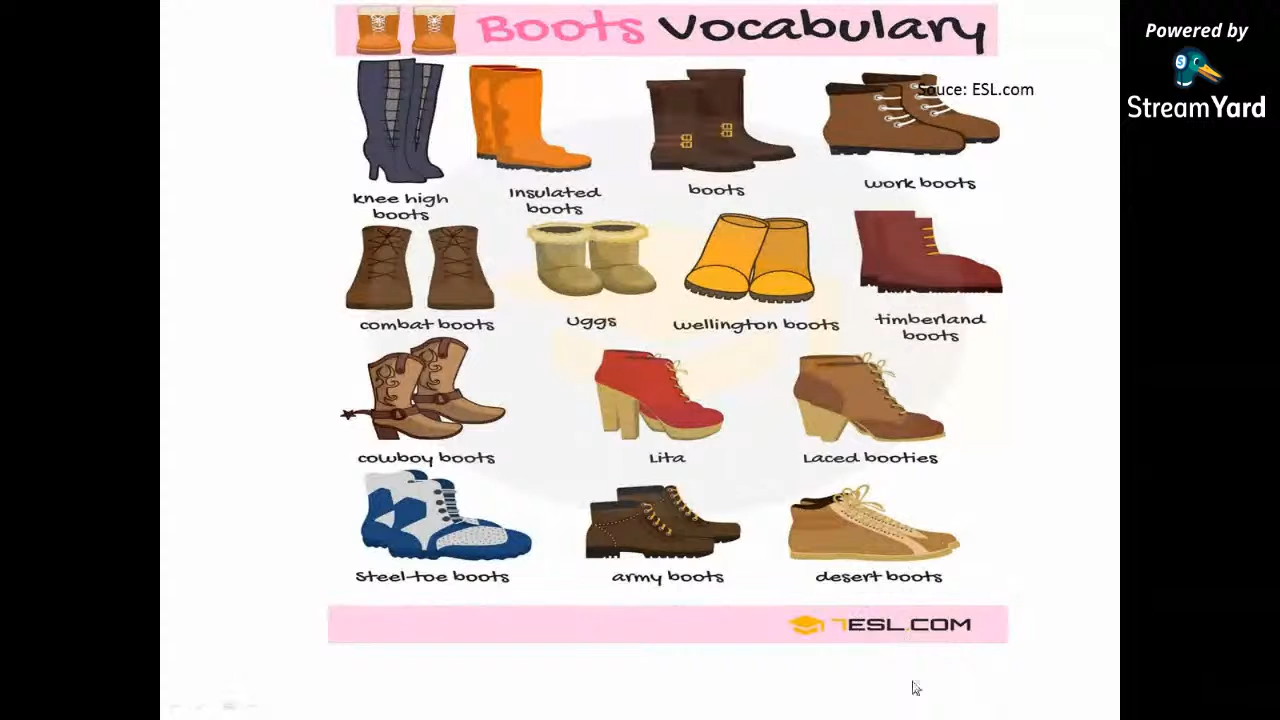 Boots Vocabulary
Powered by
StreamYard
Souce: ESL.com
knee high
boots
Insulated
boots
boots
work boots
combat boots
uggs
wellington boots
timberland
boots
cowboy boots
Lita
Laced booties
Steel-toe boots
army boots
desert boots
7ESL.COM